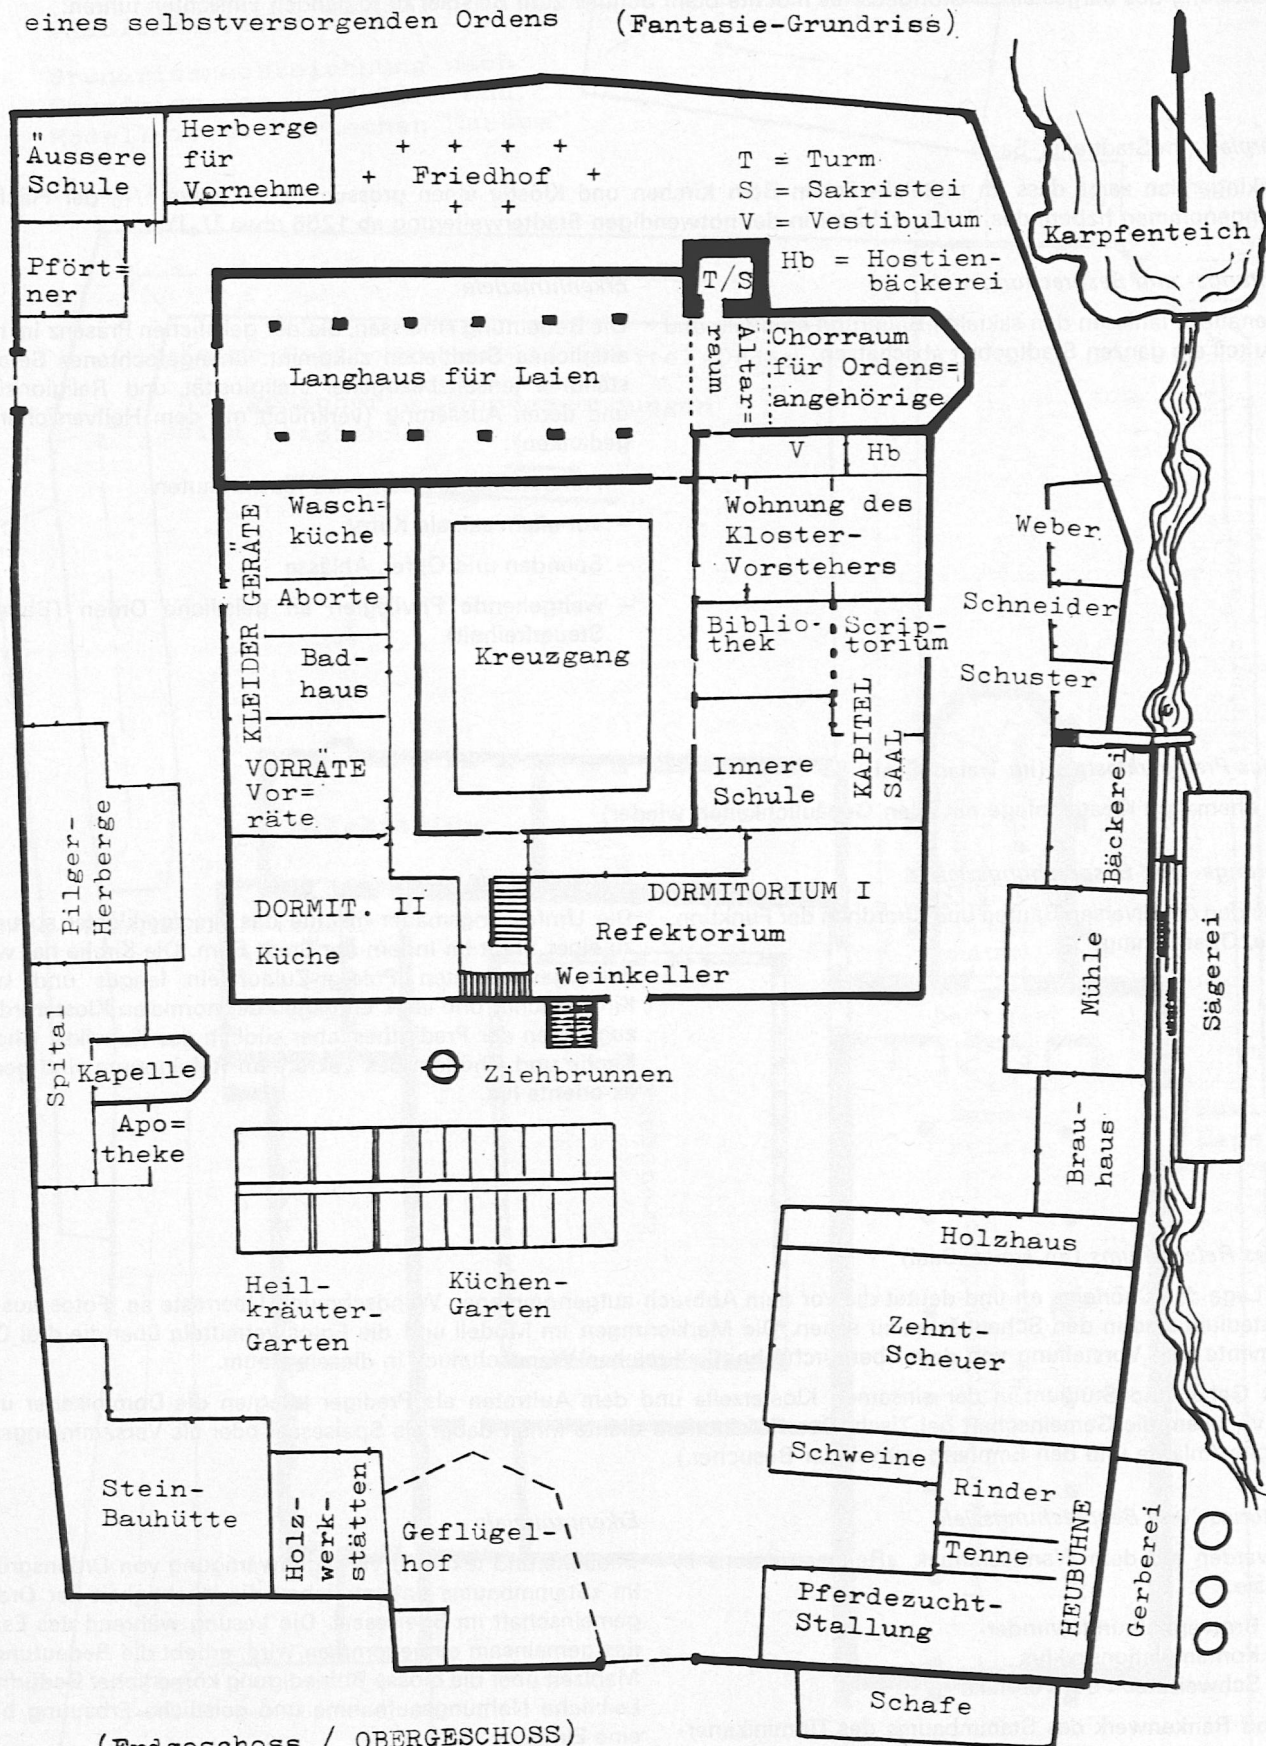 eines selbstversorgenden Ordens (Fantasie-Grundriss)
Äussere
Schule
Herberge
für
Vornehme
+ + + +
+ Friedhof +
+ +
T = Turm
S = Sakristei
V = Vestibulum
Hb = Hostien-
bäckerei
N
Karpfenteich
Pfört=
ner
T/S
Langhaus für Laien
Altar=
raum
Chorraum
für Ordens=
angehörige
V
Hb
Wasch=
küche
KLEIDER GERÄTE
Aborte
Bad-
haus
VORRÄTE
Vor=
räte
Kreuzgang
Wohnung des
Kloster-
Vorstehers
Biblio-
thek
Scrip-
torium
KAPITEL
SAAL
Innere
Schule
Weber
Schneider
Schuster
Bäckerei
Mühle
Sägerei
Brau-
haus
Pilger-
Herberge
DORMIT. II
DORMITORIUM I
Küche
Refektorium
Weinkeller
Spital
Kapelle
Apo=
theke
Ziehbrunnen
Heil-
kräuter
Garten
Küchen-
Garten
Holzhaus
Zehnt-
Scheuer
Stein-
Bauhütte
Holz-
werk-
stätten
Geflügel-
hof
Schweine
Rinder
Tenne
HEUBÜHNE
Gerberei
Pferdezucht-
Stallung
Schafe
(Erdgeschoss / OBERGESCHOSS)